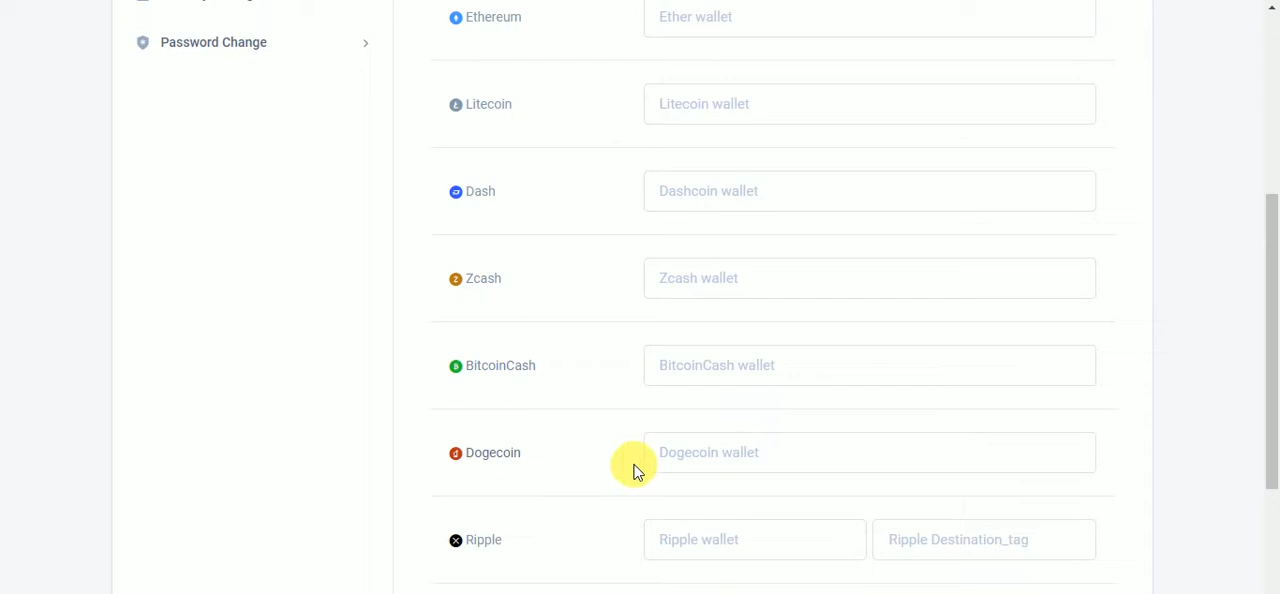 Ethereum Ether wallet
Password Change
Litecoin Litecoin wallet
Dash Dashcoin wallet
Zcash Zcash wallet
BitcoinCash BitcoinCash wallet
Dogecoin Dogecoin wallet
Ripple Ripple wallet Ripple Destination_tag